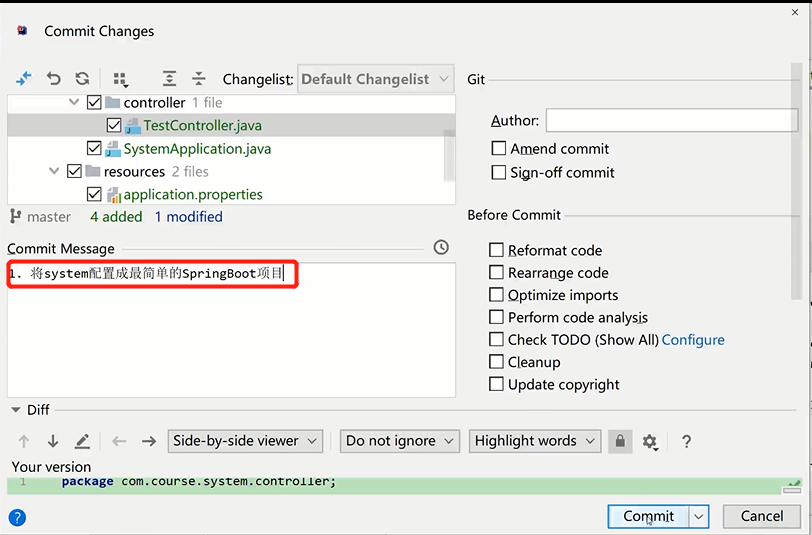 Commit Changes
Changelist: Default Changelist
Git
controller 1 file
TestController.java
Author:
SystemApplication.java
Amend commit
resources 2 files
Sign-off commit
application.properties
master 4 added 1 modified
Before Commit
Commit Message
Reformat code
1. 将system配置成最简单的SpringBoot项目
Rearrange code
Optimize imports
Perform code analysis
Check TODO (Show All) Configure
Cleanup
Update copyright
Diff
Side-by-side viewer Do not ignore Highlight words ?
Your version
1 package com.course.system.controller;
? Commit Cancel